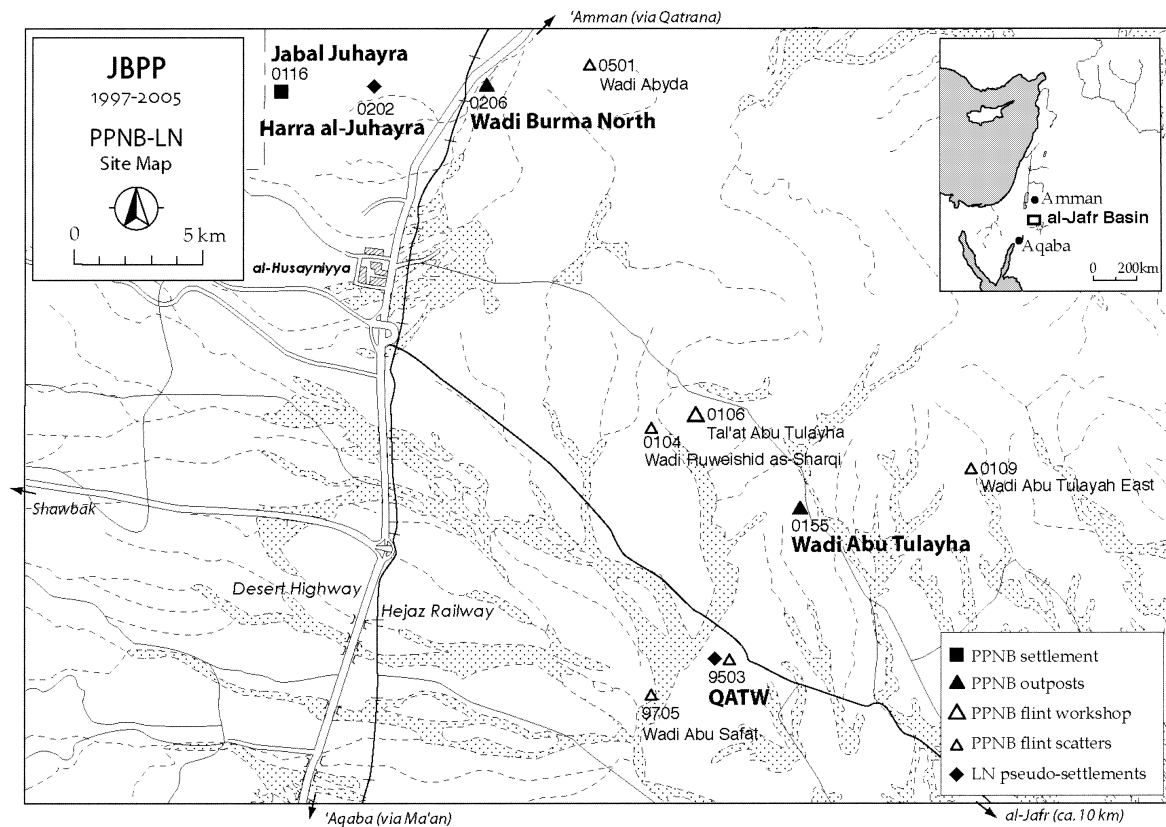 'Amman (via Qatrana)
JBPP
1997-2005
PPNB-LN
Site Map
0 5 km
Jabal Juhayra
0116
0202
Harra al-Juhayra
0206
Wadi Burma North
0501
Wadi Abyda
Amman
al-Jafr Basin
Aqaba
0 200km
al-Husayniyya
0106
Tal'at Abu Tulayha
0104
Wadi Ruweishid as-Sharqi
0109
Wadi Abu Tulayah East
Shawbak
0155
Wadi Abu Tulayha
Desert Highway
Hejaz Railway
9503
QATW
9705
Wadi Abu Safat
PPNB settlement
PPNB outposts
PPNB flint workshop
PPNB flint scatters
LN pseudo-settlements
'Aqaba (via Ma'an)
al-Jafr (ca. 10 km)